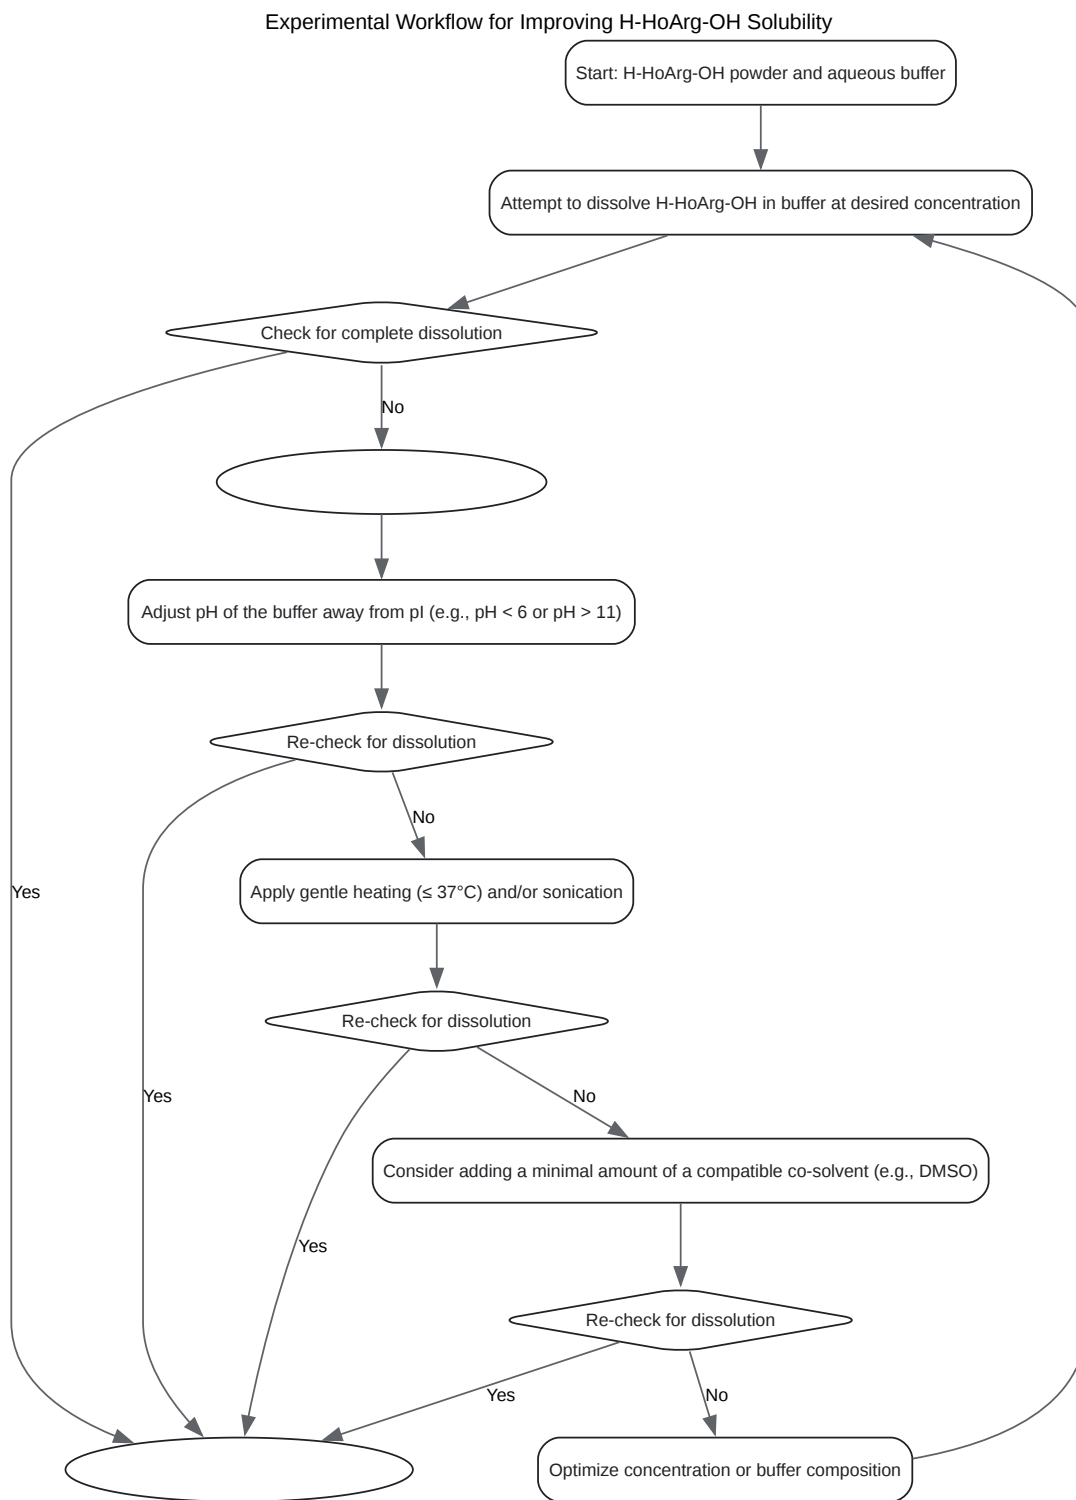 Experimental Workflow for Improving H-HoArg-OH Solubility
Start: H-HoArg-OH powder and aqueous buffer
Attempt to dissolve H-HoArg-OH in buffer at desired concentration
Check for complete dissolution
No
Adjust pH of the buffer away from pI (e.g., pH < 6 or pH > 11)
Re-check for dissolution
No
Apply gentle heating (≤ 37°C) and/or sonication
Yes
Re-check for dissolution
Yes
No
Consider adding a minimal amount of a compatible co-solvent (e.g., DMSO)
Yes
Re-check for dissolution
Yes
No
Optimize concentration or buffer composition